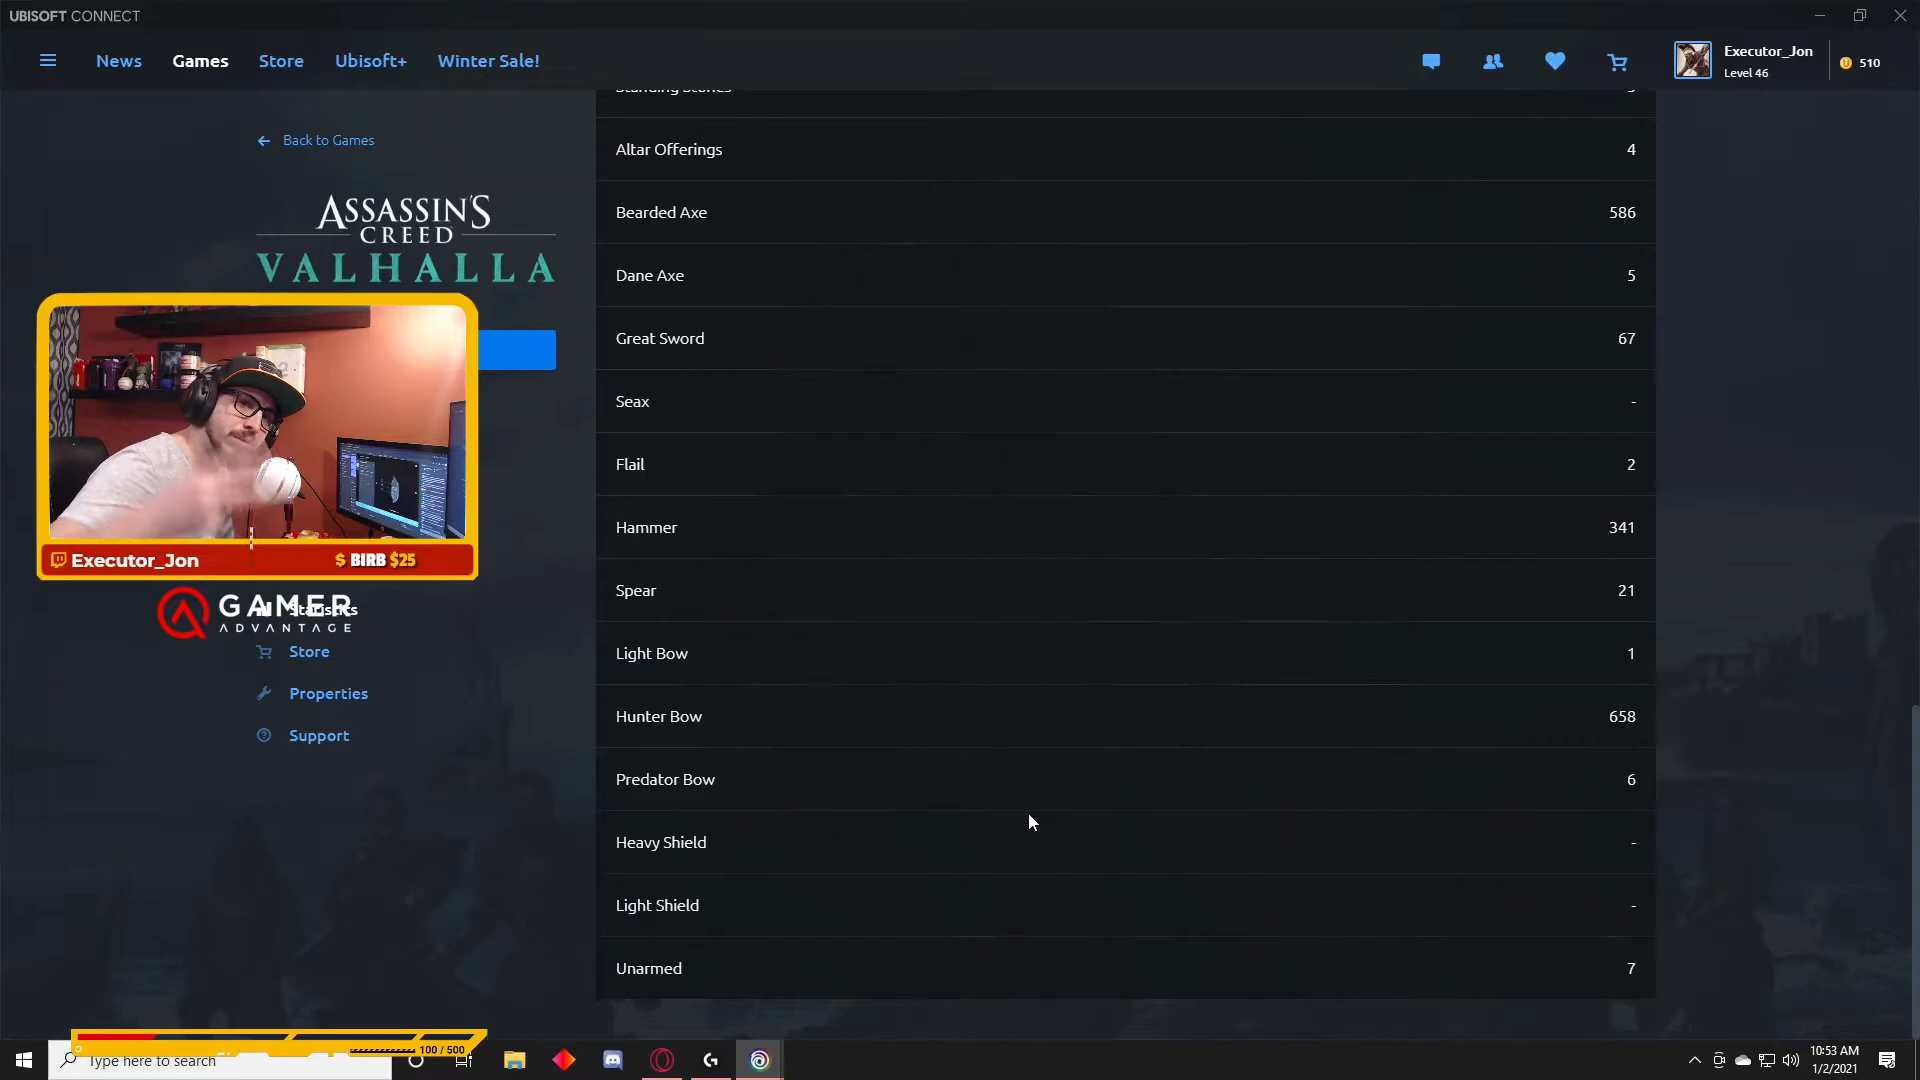 UBISOFT CONNECT
News
Games
Store
Ubisoft+
Winter Sale!
Executor_Jon
Level 46
510
Back to Games
ASSASSIN'S
CREED
VALHALLA
Standing Stones
Altar Offerings 4
Bearded Axe 586
Dane Axe 5
Great Sword 67
Seax -
Flail 2
Hammer 341
Spear 21
Light Bow 1
Hunter Bow 658
Predator Bow 6
Heavy Shield -
Light Shield -
Unarmed 7
Executor_Jon
$ BIRB $25
GAMER
ADVANTAGE
Statistics
Store
Properties
Support
100 / 500
Type here to search
10:53 AM
1/2/2021